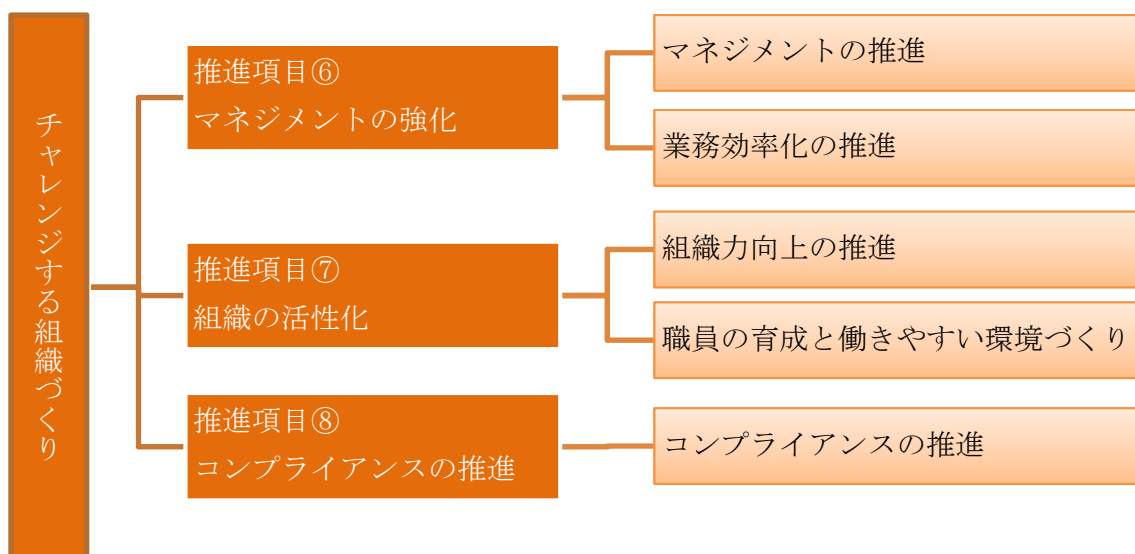 チャレンジする組織づくり
推進項目⑥
マネジメントの強化
マネジメントの推進
業務効率化の推進
推進項目⑦
組織の活性化
組織力向上の推進
職員の育成と働きやすい環境づくり
推進項目⑧
コンプライアンスの推進
コンプライアンスの推進